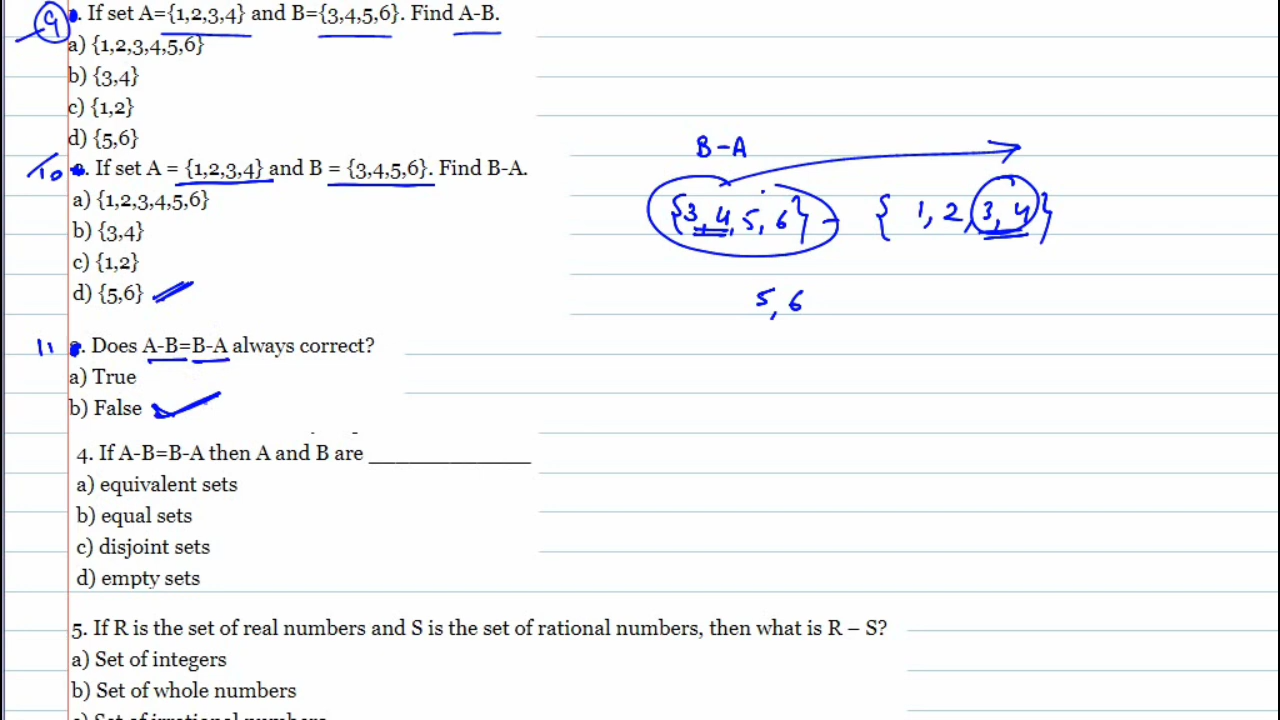 9. If set A={1,2,3,4} and B={3,4,5,6}. Find A-B.
a) {1,2,3,4,5,6}
b) {3,4}
c) {1,2}
d) {5,6}
10. If set A = {1,2,3,4} and B = {3,4,5,6}. Find B-A.
a) {1,2,3,4,5,6}
b) {3,4}
c) {1,2}
d) {5,6}
B-A
{3,4,5,6} - {1,2,3,4}
5,6
11. Does A-B=B-A always correct?
a) True
b) False
4. If A-B=B-A then A and B are _______________
a) equivalent sets
b) equal sets
c) disjoint sets
d) empty sets
5. If R is the set of real numbers and S is the set of rational numbers, then what is R – S?
a) Set of integers
b) Set of whole numbers
c) Set of irrational numbers